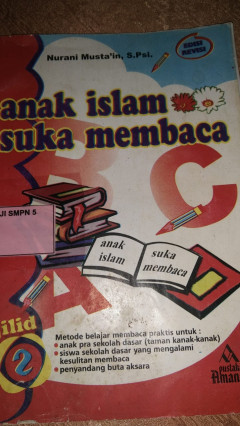 Nurani Musta'in, S.Psi.
anak islam
suka membaca
A B C
JI SMPN 5
anak
islam
suka
membaca
jilid
2
Metode belajar membaca praktis untuk :
anak pra sekolah dasar (taman kanak-kanak)
siswa sekolah dasar yang mengalami
kesulitan membaca
penyandang buta aksara
pustaka
Amanah